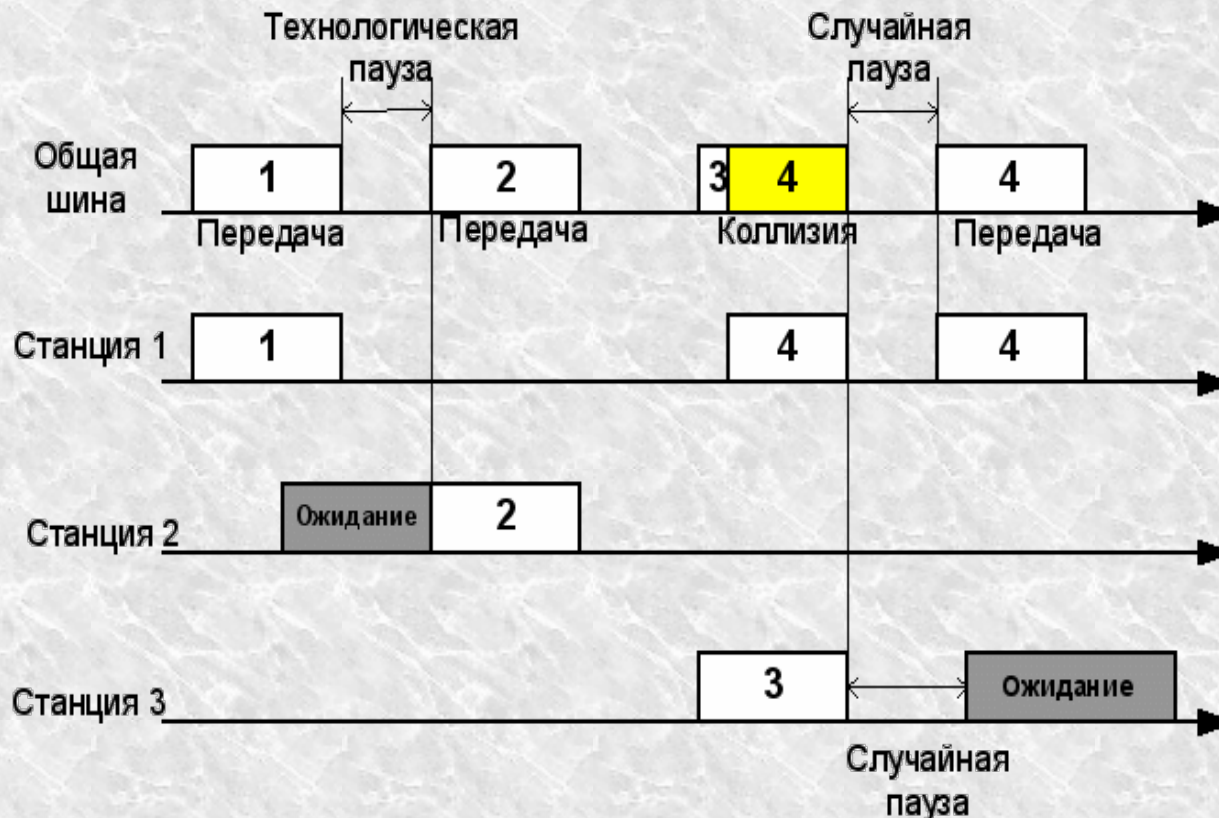 Технологическая
пауза
Случайная
пауза
Общая
шина
1
2
3
4
4
Передача
Передача
Коллизия
Передача
Станция 1
1
4
4
Станция 2
Ожидание
2
Станция 3
3
Ожидание
Случайная
пауза